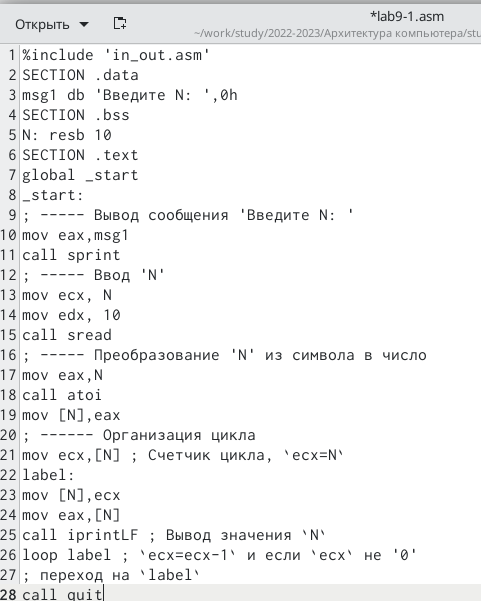 Открыть
*lab9-1.asm
~/work/study/2022-2023/Архитектура компьютера/stu
1 %include 'in_out.asm'
2 SECTION .data
3 msg1 db 'Введите N: ',0h
4 SECTION .bss
5 N: resb 10
6 SECTION .text
7 global _start
8 _start:
9 ; ----- Вывод сообщения 'Введите N: '
10 mov eax,msg1
11 call sprint
12 ; ----- Ввод 'N'
13 mov ecx, N
14 mov edx, 10
15 call sread
16 ; ----- Преобразование 'N' из символа в число
17 mov eax,N
18 call atoi
19 mov [N],eax
20 ; ------ Организация цикла
21 mov ecx,[N] ; Счетчик цикла, `ecx=N`
22 label:
23 mov [N],ecx
24 mov eax,[N]
25 call iprintLF ; Вывод значения `N`
26 loop label ; `ecx=ecx-1` и если `ecx` не '0'
27 ; переход на `label`
28 call quit